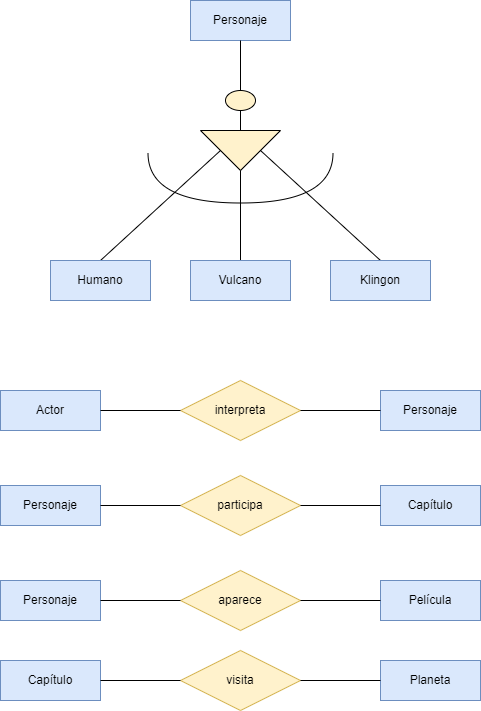 Personaje
Humano
Vulcano
Klingon
Actor
interpreta
Personaje
Personaje
participa
Capítulo
Personaje
aparece
Película
Capítulo
visita
Planeta